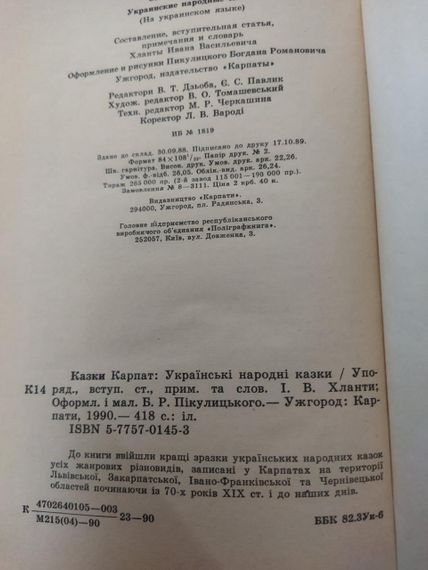 Украинские народные
(На украинском языке)
Составление, вступительная статья,
примечания и словарь
Хланты Ивана Васильевича
Оформление и рисунки Пикулицкого Богдана Романовича
Ужгород, издательство «Карпаты»
Редактори В. Т. Дзьоба, Є. С. Павлик
Худож. редактор В. О. Томашевський
Техн. редактор М. Р. Черкашина
Коректор Л. В. Вароді
ИБ № 1819
Здано до склад. 30.09.88. Підписано до друку 17.10.89.
Формат 84×108¹/₃₂. Папір друк. № 2.
Шк. гарнітура. Висок. друк. Умов. друк. арк. 22,26.
Умов. ф.-відб. 26,05. Обл.-вид. арк. 22,94.
Тираж 265 000 пр. (2-й завод 115 001—190 000 пр.).
Замовлення № 8—3111. Ціна 2 крб. 40 к.
Видавництво «Карпати».
294000, Ужгород, пл. Радянська, 3.
Головне підприємство республіканського
виробничого об'єднання «Поліграфкнига».
252057, Київ, вул. Довженка, 3.
Казки Карпат: Українські народні казки / Упо-
К14 ряд., вступ. ст., прим. та слов. І. В. Хланти;
Оформл. і мал. Б. Р. Пікулицького.— Ужгород: Кар-
пати, 1990.— 418 с.: іл.
ISBN 5-7757-0145-3
До книги ввійшли кращі зразки українських народних казок
усіх жанрових різновидів, записані у Карпатах на території
Львівської, Закарпатської, Івано-Франківської та Чернівецької
областей починаючи із 70-х років XIX ст. і до наших днів.
К 4702640105—003
М215(04)—90 23—90
ББК 82.3Ук-6